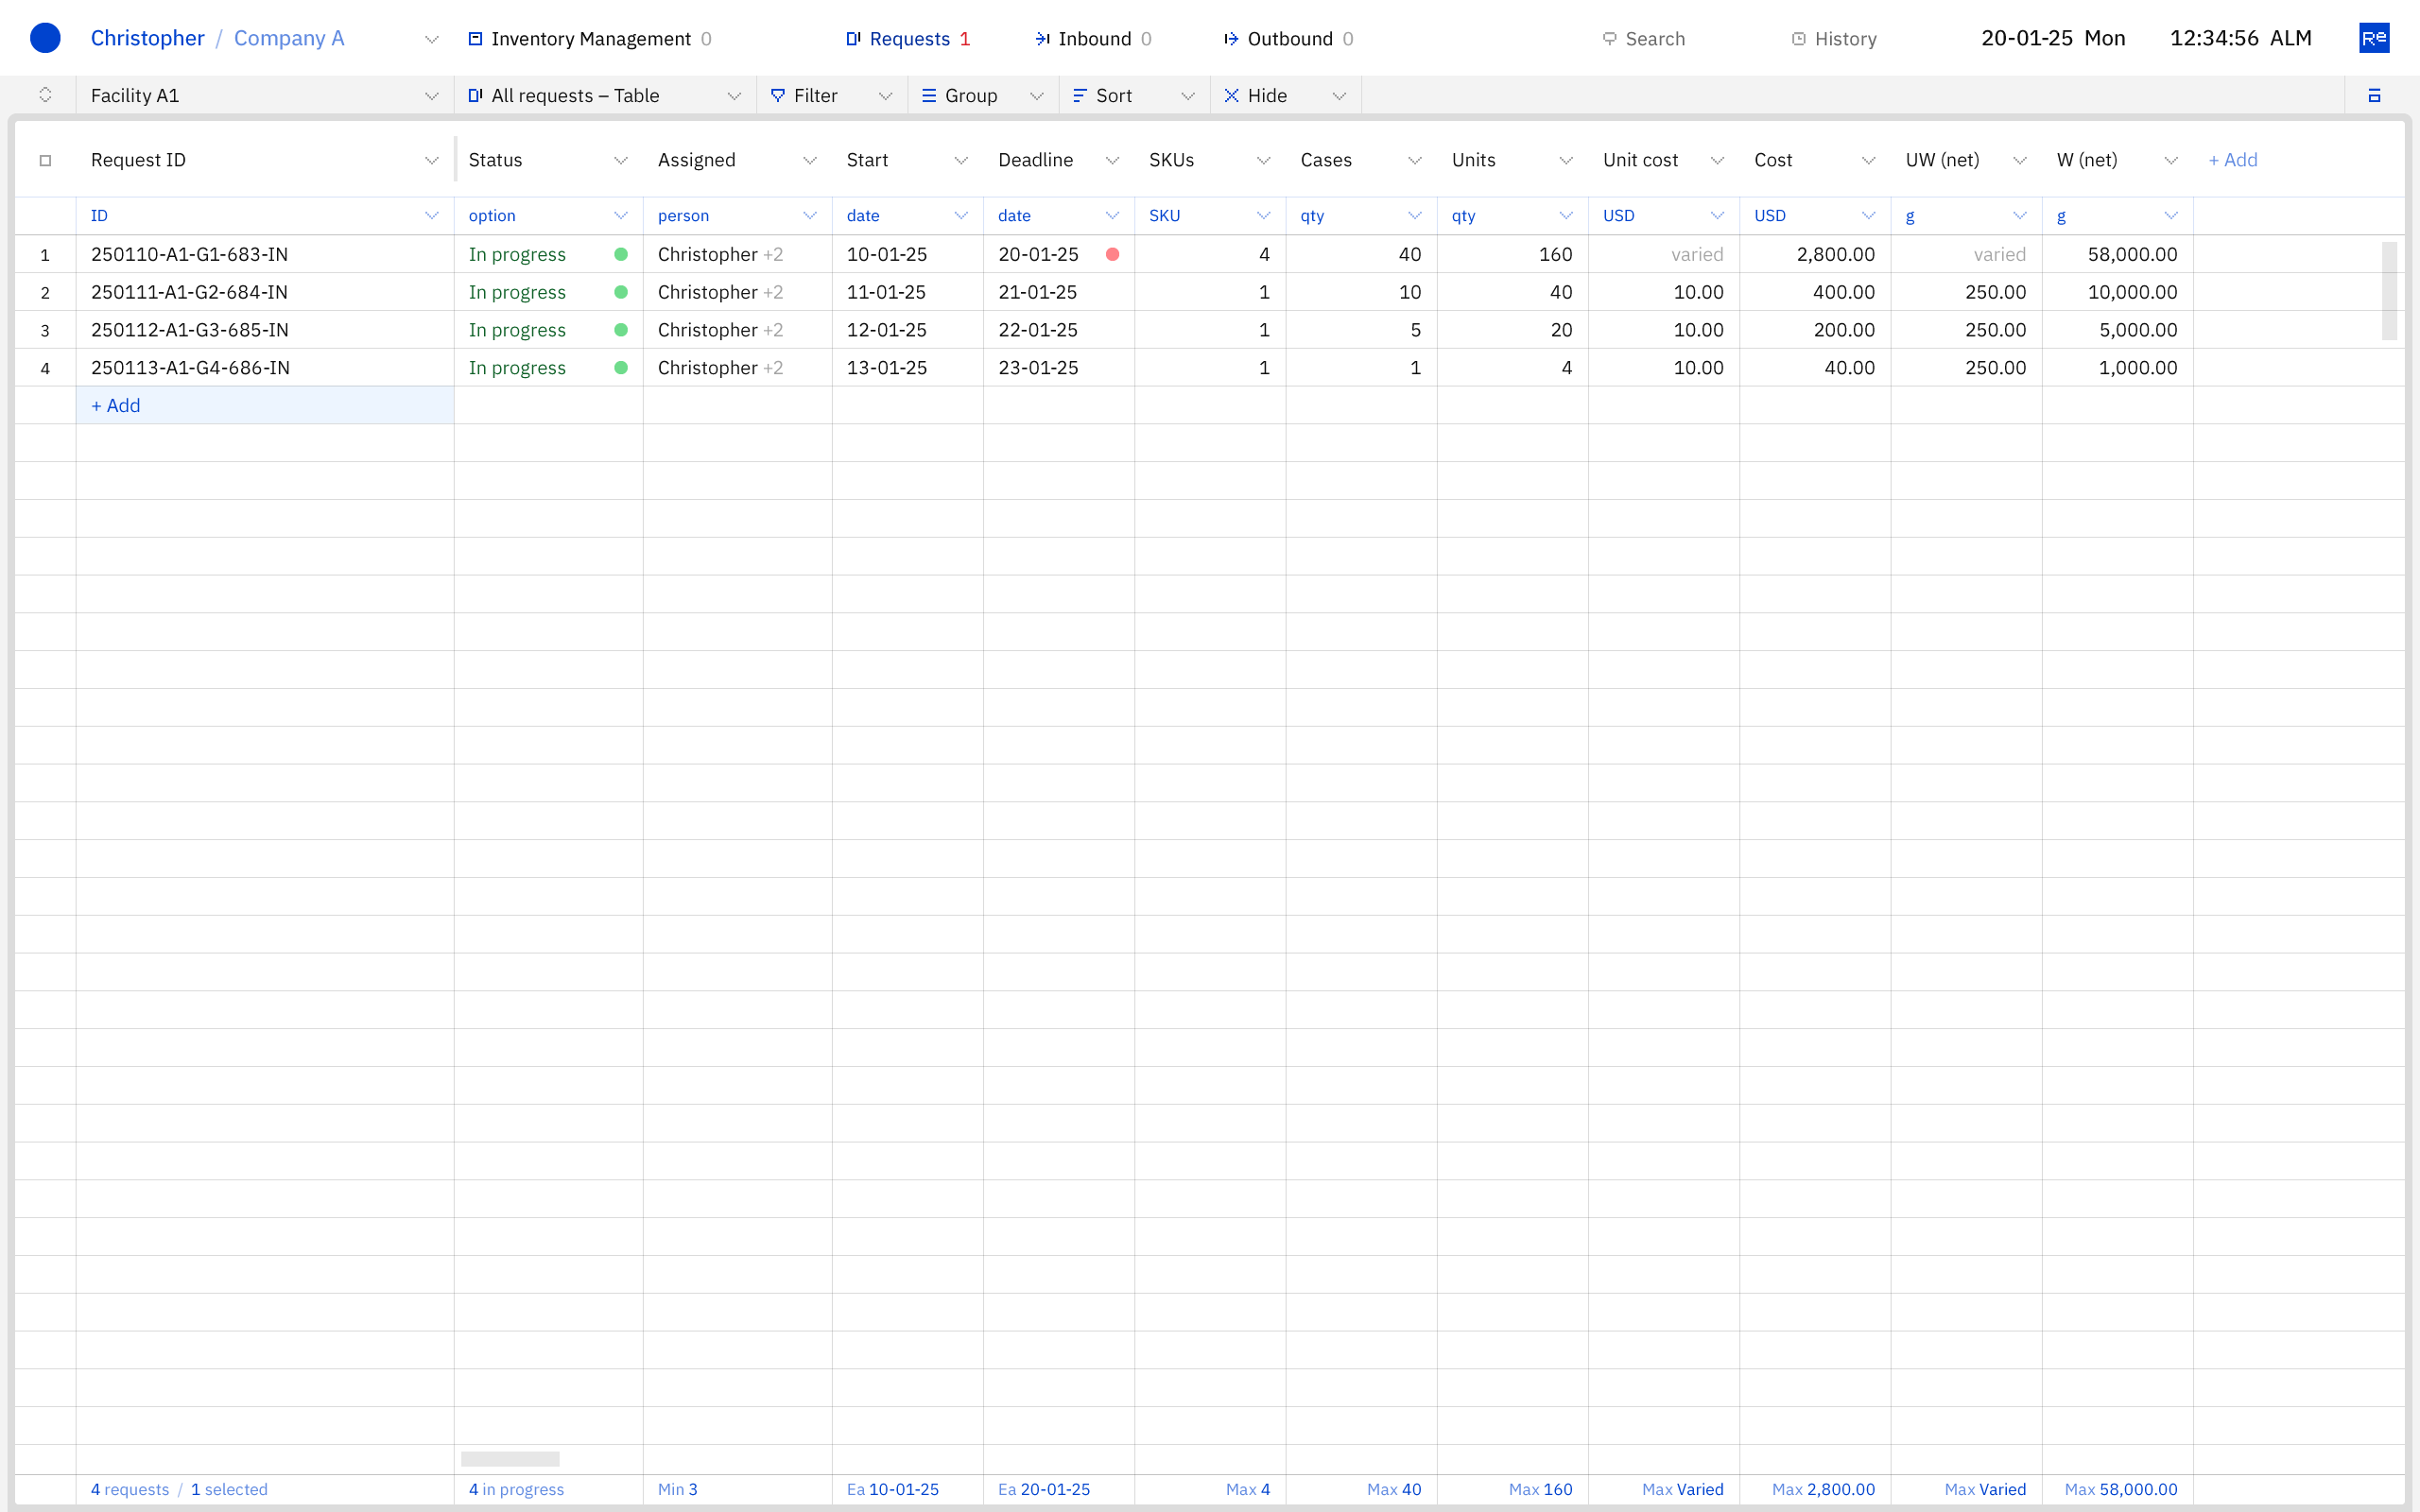 Christopher / Company A Inventory Management 0 Requests 1 Inbound 0 Outbound 0 Search History 20-01-25 Mon 12:34:56 ALM Re
Facility A1 All requests – Table Filter Group Sort Hide
Request ID Status Assigned Start Deadline SKUs Cases Units Unit cost Cost UW (net) W (net) + Add
ID option person date date SKU qty qty USD USD g g
1 250110-A1-G1-683-IN In progress Christopher +2 10-01-25 20-01-25 4 40 160 varied 2,800.00 varied 58,000.00
2 250111-A1-G2-684-IN In progress Christopher +2 11-01-25 21-01-25 1 10 40 10.00 400.00 250.00 10,000.00
3 250112-A1-G3-685-IN In progress Christopher +2 12-01-25 22-01-25 1 5 20 10.00 200.00 250.00 5,000.00
4 250113-A1-G4-686-IN In progress Christopher +2 13-01-25 23-01-25 1 1 4 10.00 40.00 250.00 1,000.00
+ Add
4 requests / 1 selected 4 in progress Min 3 Ea 10-01-25 Ea 20-01-25 Max 4 Max 40 Max 160 Max Varied Max 2,800.00 Max Varied Max 58,000.00